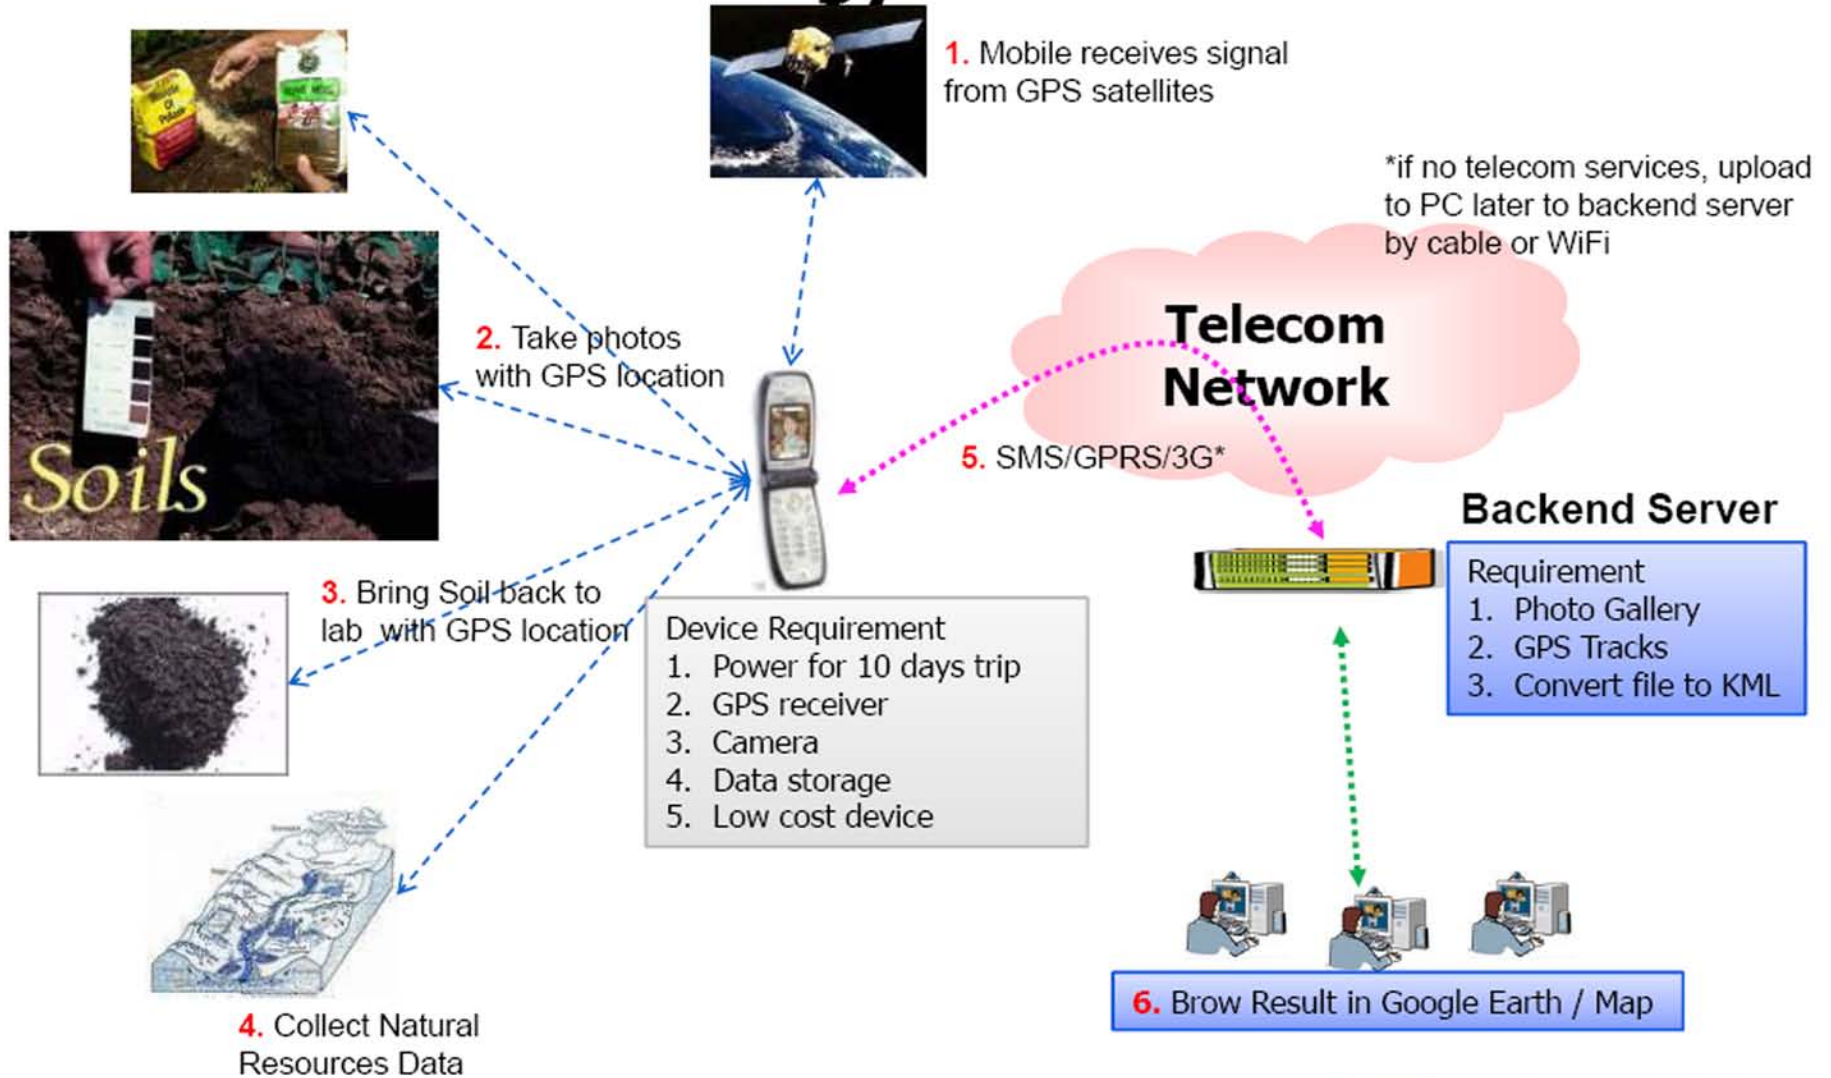 1. Mobile receives signal
from GPS satellites
*if no telecom services, upload
to PC later to backend server
by cable or WiFi
Telecom
Network
2. Take photos
with GPS location
Soils
5. SMS/GPRS/3G*
Backend Server
Requirement
1. Photo Gallery
2. GPS Tracks
3. Convert file to KML
3. Bring Soil back to
lab with GPS location
Device Requirement
1. Power for 10 days trip
2. GPS receiver
3. Camera
4. Data storage
5. Low cost device
6. Brow Result in Google Earth / Map
4. Collect Natural
Resources Data